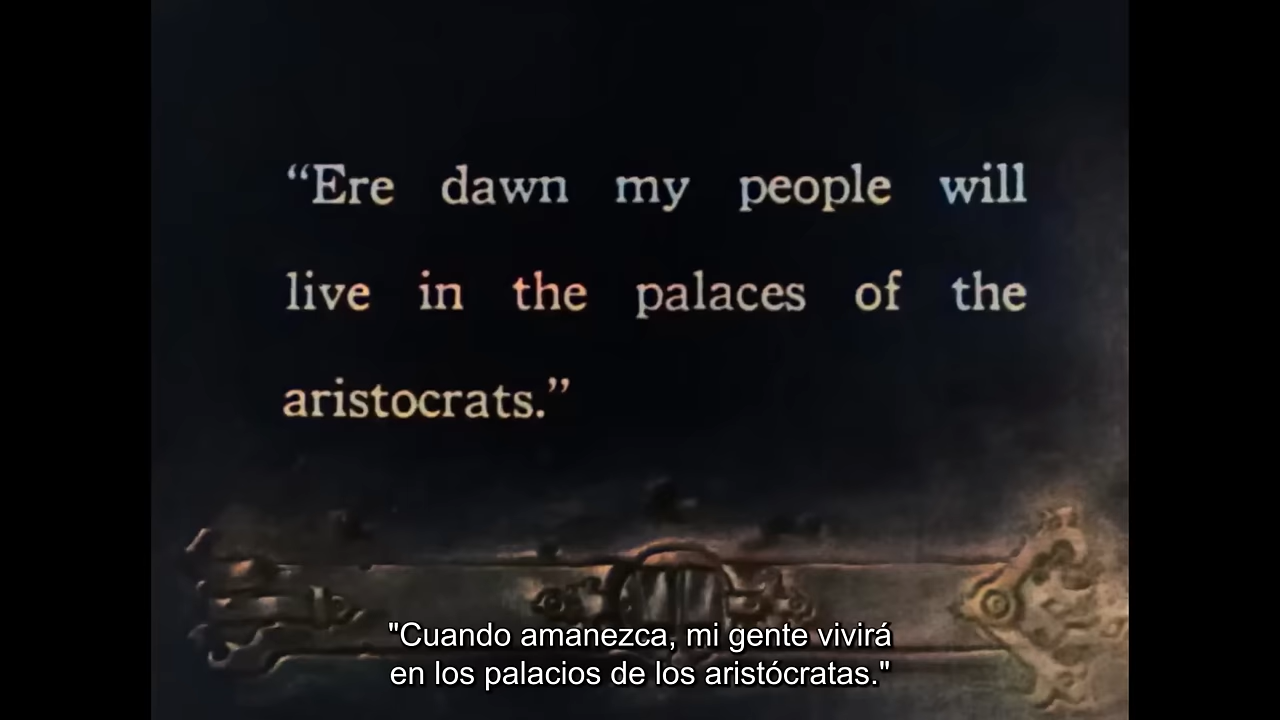 “Ere dawn my people will
live in the palaces of the
aristocrats.”
"Cuando amanezca, mi gente vivirá
en los palacios de los aristócratas."